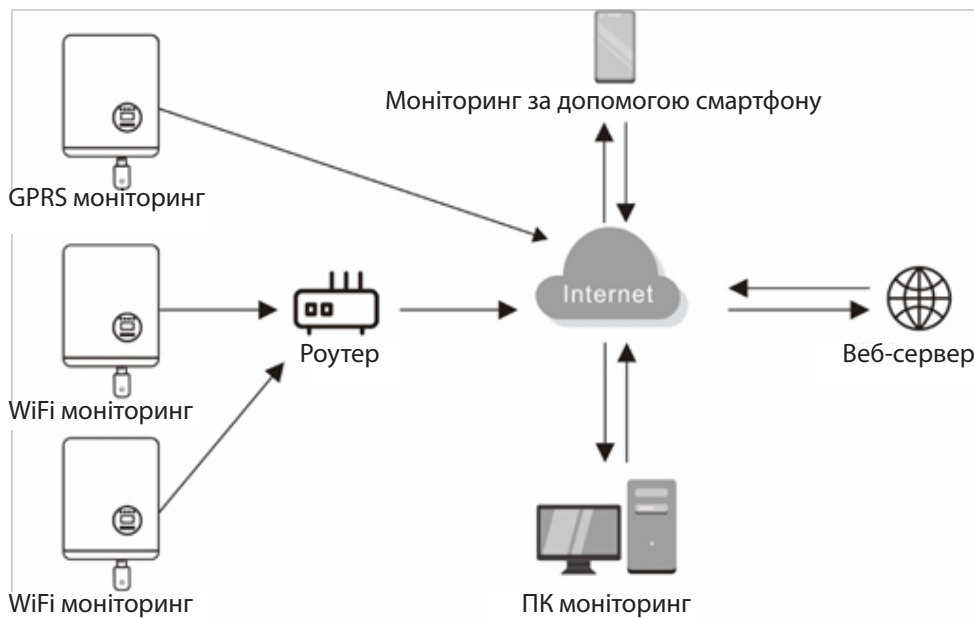 Моніторинг за допомогою смартфону
GPRS моніторинг
Internet
Роутер
Веб-сервер
WiFi моніторинг
WiFi моніторинг
ПК моніторинг